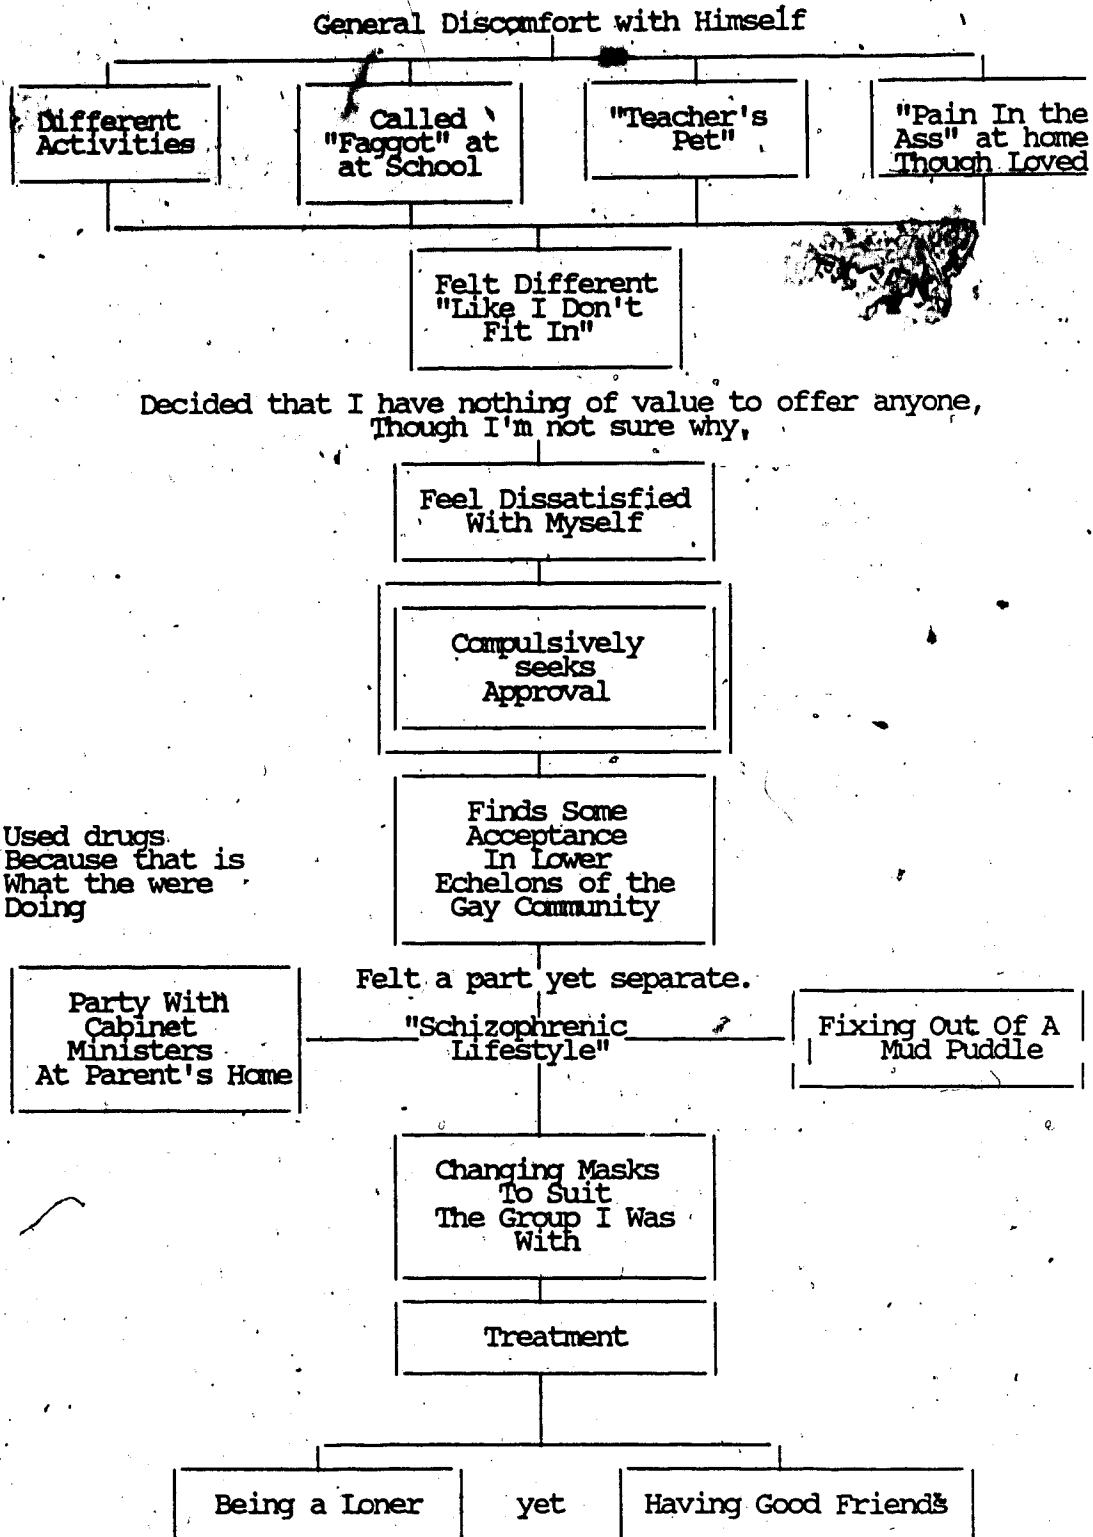 General Discomfort with Himself
Different
Activities
Called
"Faggot" at
at School
"Teacher's
Pet"
"Pain In the
Ass" at home
Though Loved
Felt Different
"Like I Don't
Fit In"
Decided that I have nothing of value to offer anyone,
Though I'm not sure why.
Feel Dissatisfied
With Myself
Compulsively
seeks
Approval
Finds Some
Acceptance
In Lower
Echelons of the
Gay Community
Used drugs
Because that is
What the were
Doing
Felt a part yet separate.
Party With
Cabinet
Ministers
At Parent's Home
"Schizophrenic
Lifestyle"
Fixing Out Of A
Mud Puddle
Changing Masks
To Suit
The Group I Was
With
Treatment
Being a Loner
yet
Having Good Friends